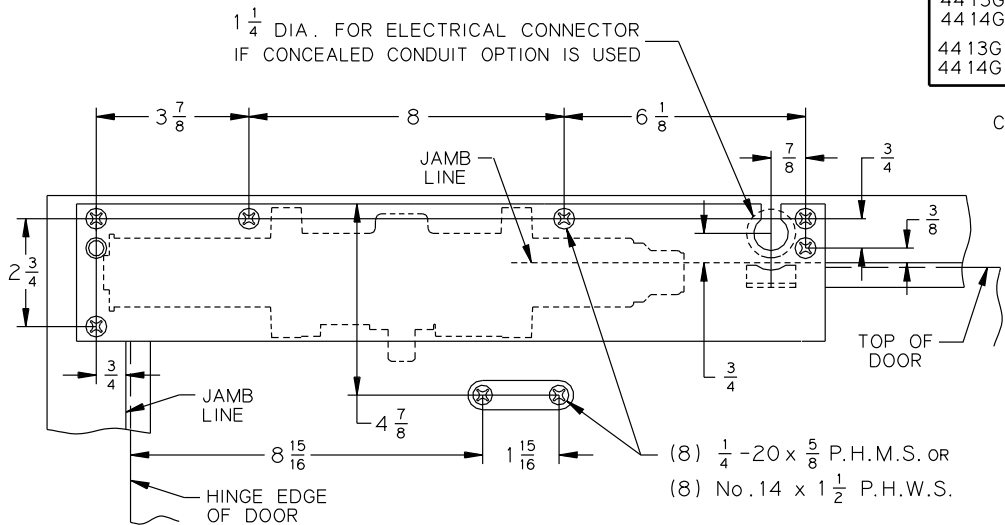 1 1/4 DIA. FOR ELECTRICAL CONNECTOR
IF CONCEALED CONDUIT OPTION IS USED
4413G
4414G
4413G
4414G
C
3 7/8
8
6 1/8
JAMB
LINE
7/8
3/4
3/8
2 3/4
TOP OF
DOOR
3/4
3/4
JAMB
LINE
4 7/8
8 15/16
1 15/16
(8) 1/4 -20 x 5/8 P.H.M.S. OR
(8) No.14 x 1 1/2 P.H.W.S.
HINGE EDGE
OF DOOR